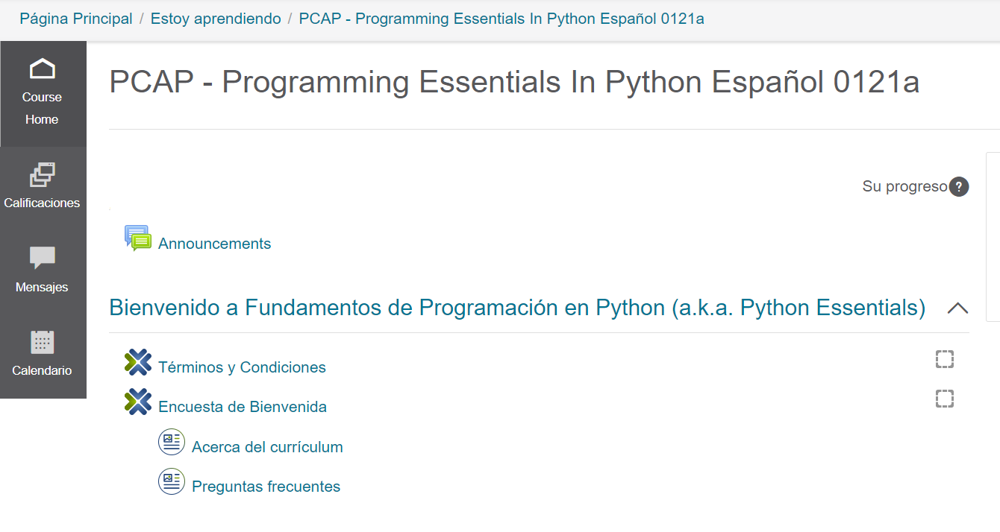 Página Principal / Estoy aprendiendo / PCAP - Programming Essentials In Python Español 0121a
Course
Home
Calificaciones
Mensajes
Calendario
PCAP - Programming Essentials In Python Español 0121a
Su progreso ?
Announcements
Bienvenido a Fundamentos de Programación en Python (a.k.a. Python Essentials)
Términos y Condiciones
Encuesta de Bienvenida
Acerca del currículum
Preguntas frecuentes